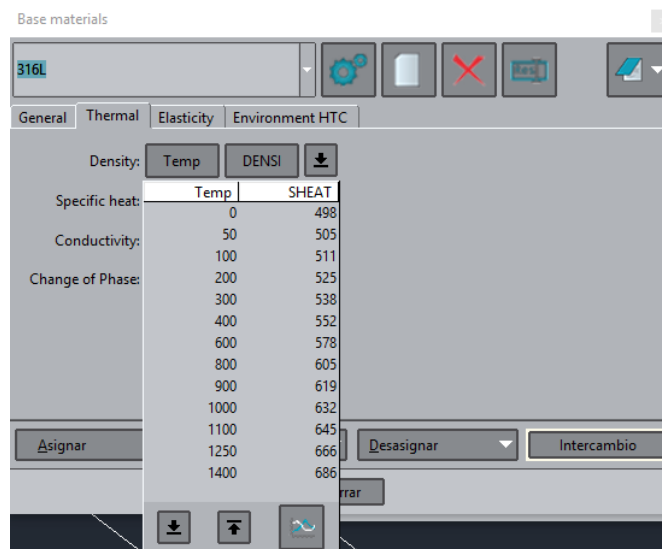 Base materials
316L
General Thermal Elasticity Environment HTC
Density: Temp DENSI
Specific heat:
Conductivity:
Change of Phase:
Temp SHEAT
0 498
50 505
100 511
200 525
300 538
400 552
600 578
800 605
900 619
1000 632
1100 645
1250 666
1400 686
Asignar Desasignar Intercambio
rrar